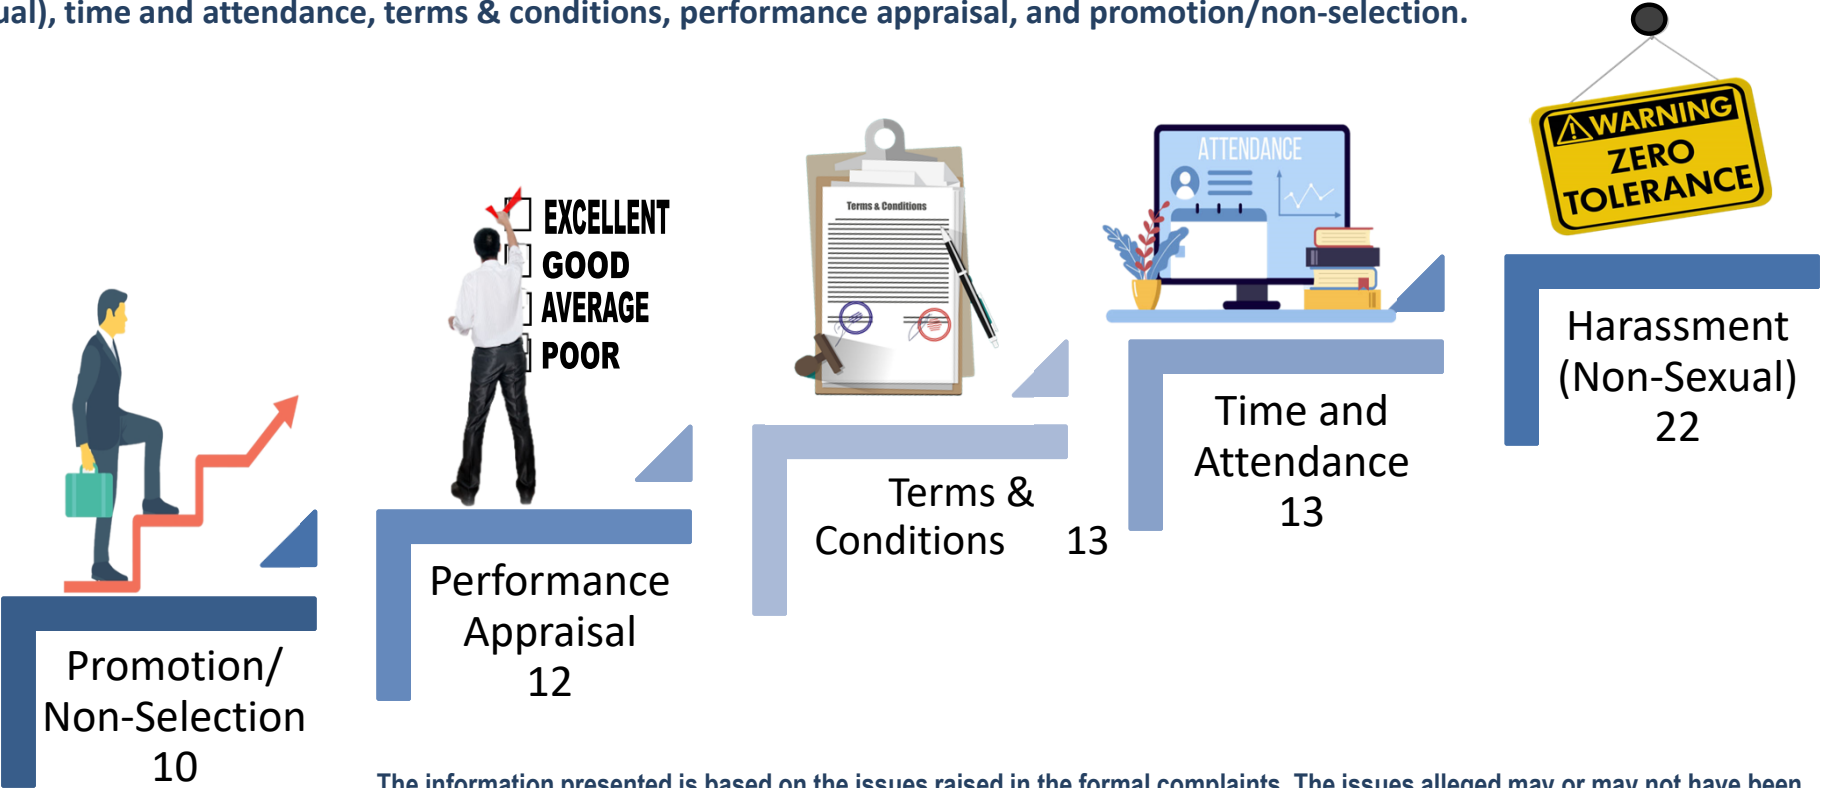 ual), time and attendance, terms & conditions, performance appraisal, and promotion/non-selection.
WARNING
ZERO
TOLERANCE
ATTENDANCE
Terms & Conditions
EXCELLENT
GOOD
AVERAGE
POOR
Harassment
(Non-Sexual)
22
Time and
Attendance
13
Terms &
Conditions 13
Performance
Appraisal
12
Promotion/
Non-Selection
10
The information presented is based on the issues raised in the formal complaints. The issues alleged may or may not have been